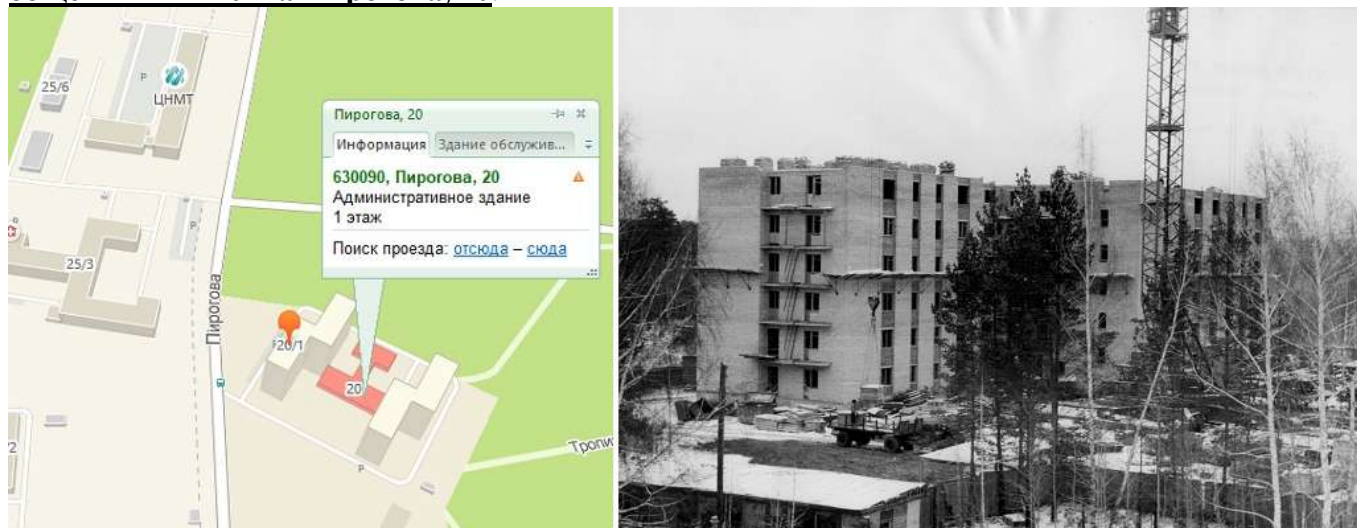 25/6
P
ЦНМТ
Пирогова, 20
Информация
Здание обслужив...
630090, Пирогова, 20
Административное здание
1 этаж
Поиск проезда: отсюда – сюда
P
25/3
Пирогова
20/1
20
2
P
Тропи